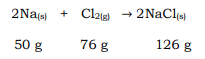 2Na(s) + Cl2(g) → 2NaCl(s)
50 g 76 g 126 g